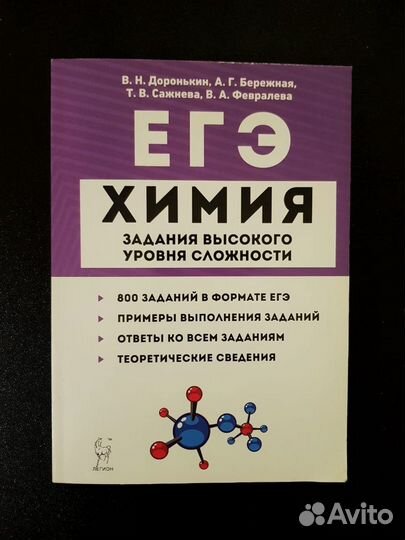 В. Н. Доронькин, А. Г. Бережная,
Т. В. Сажнева, В. А. Февралева
ЕГЭ
ХИМИЯ
ЗАДАНИЯ ВЫСОКОГО
УРОВНЯ СЛОЖНОСТИ
800 ЗАДАНИЙ В ФОРМАТЕ ЕГЭ
ПРИМЕРЫ ВЫПОЛНЕНИЯ ЗАДАНИЙ
ОТВЕТЫ КО ВСЕМ ЗАДАНИЯМ
ТЕОРЕТИЧЕСКИЕ СВЕДЕНИЯ
ЛЕГИОН
Avito